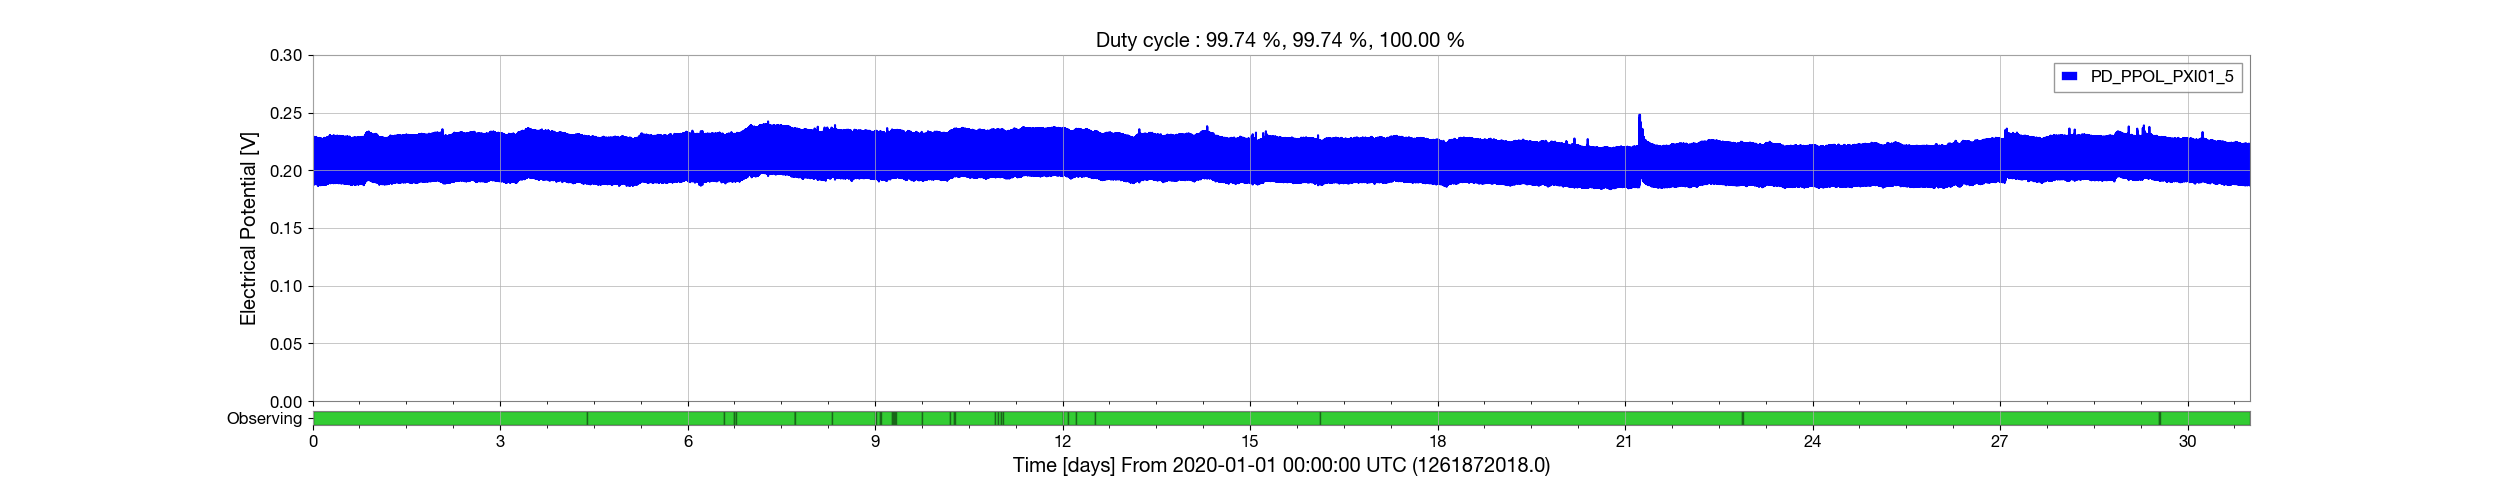 Duty cycle : 99.74 %, 99.74 %, 100.00 %
PD_PPOL_PXI01_5
Electrical Potential [V]
0.30
0.25
0.20
0.15
0.10
0.05
0.00
Observing
0 3 6 9 12 15 18 21 24 27 30
Time [days] From 2020-01-01 00:00:00 UTC (1261872018.0)